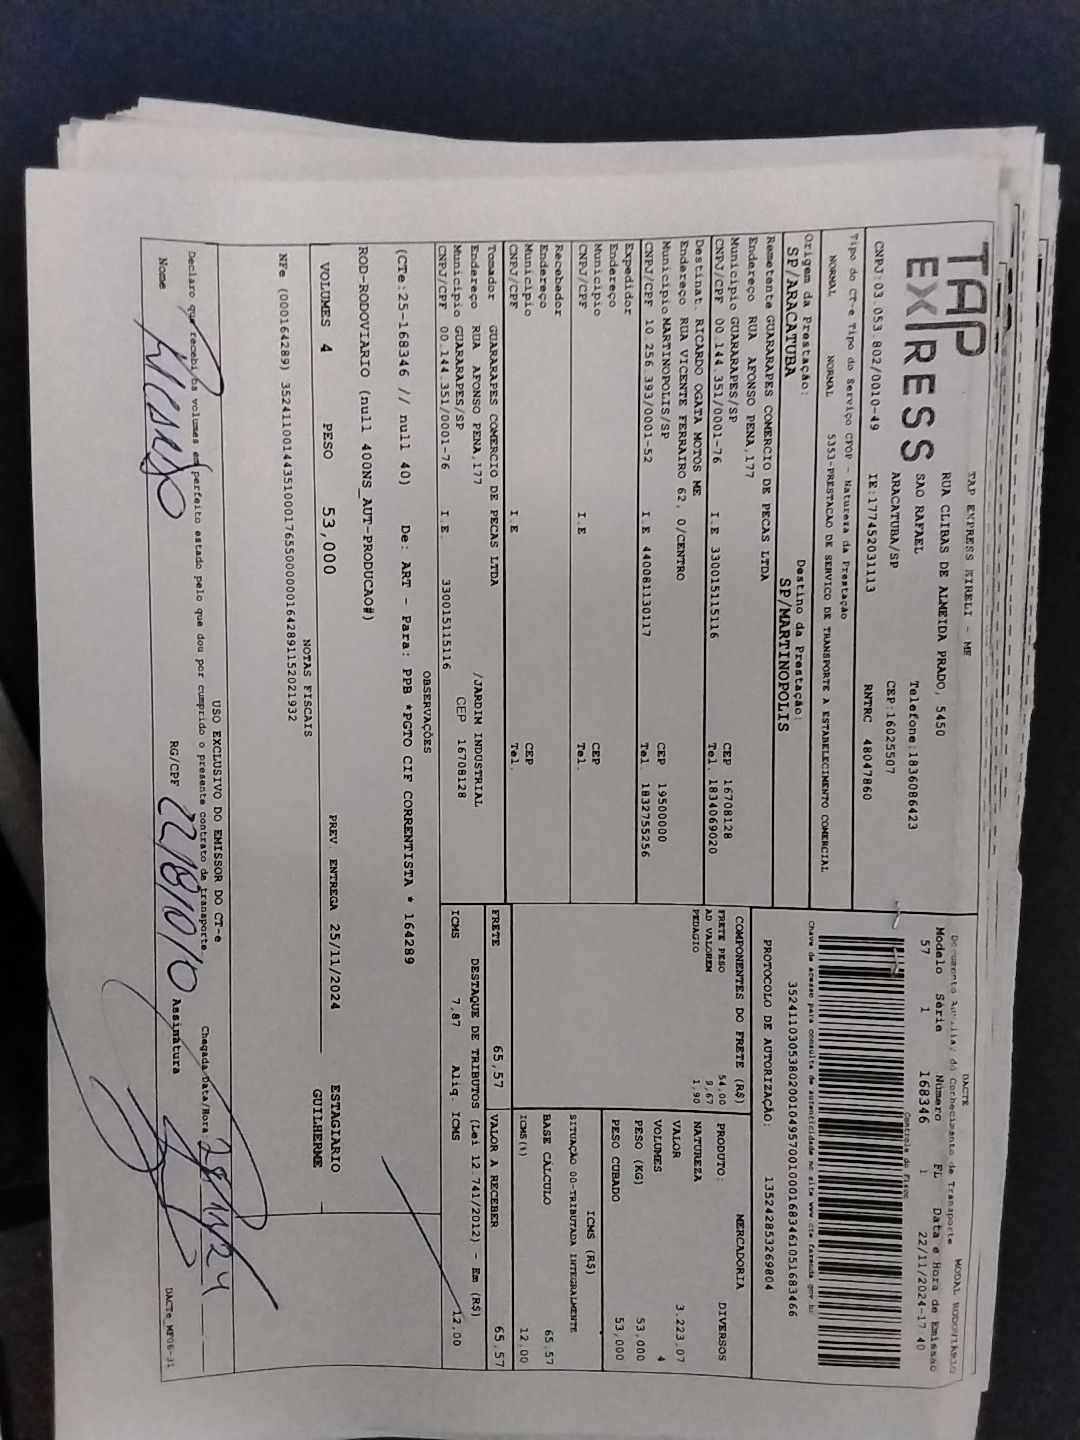 TAP
EXPRESS
TAP EXPRESS EIRELI - ME
RUA CLIBAS DE ALMEIDA PRADO, 5450
SAO RAFAEL
Telefone:1836086423
ARACATUBA/SP
CEP:16025507
CNPJ:03.053.802/0010-49
IE:177452031113
RNTRC 48047860
DACTE
MODAL RODOVIÁRIO
Documento Auxiliar do Conhecimento de Transporte
Modelo Série Número FL Data e Hora de Emissão
57 1 168346 1 22/11/2024-17:40
Controle do Fisco
Chave de acesso para consulta de autenticidade no site www.cte.fazenda.gov.br
PROTOCOLO DE AUTORIZAÇÃO: 135242853269804
Tipo do CT-e Tipo do Serviço CFOP - Natureza da Prestação
NORMAL NORMAL 5353-PRESTACAO DE SERVICO DE TRANSPORTE A ESTABELECIMENTO COMERCIAL
Origem da Prestação: Destino da Prestação:
SP/ARACATUBA SP/MARTINOPOLIS
Remetente GUARARAPES COMERCIO DE PECAS LTDA
Endereço RUA AFONSO PENA,177
Município GUARARAPES/SP CEP 16708128
CNPJ/CPF 00.144.351/0001-76 I.E 330015115116 Tel. 1834069020
Destinat. RICARDO OGATA MOTOS ME
Endereço RUA VICENTE FERRAIRO 62, 0/CENTRO
Município MARTINOPOLIS/SP CEP 19500000
CNPJ/CPF 10.256.393/0001-52 I.E 440081130117 Tel. 1832755256
Expedidor
Endereço
Município CEP
CNPJ/CPF I.E Tel.
Recebedor
Endereço
Município CEP
CNPJ/CPF I.E Tel.
Tomador GUARARAPES COMERCIO DE PECAS LTDA
Endereço RUA AFONSO PENA,177 /JARDIM INDUSTRIAL
Município GUARARAPES/SP CEP 16708128
CNPJ/CPF 00.144.351/0001-76 I.E. 330015115116
COMPONENTES DO FRETE (R$)
FRETE PESO 54,00
AD VALOREM 9,67
PEDAGIO 1,90
FRETE 65,57
MERCADORIA
PRODUTO: DIVERSOS
NATUREZA
VALOR 3.223,07
VOLUMES 4
PESO (KG) 53,000
PESO CUBADO 53,000
ICMS (R$)
SITUAÇÃO 00-TRIBUTADA INTEGRALMENTE
BASE CÁLCULO 65,57
ICMS(%) 12,00
VALOR A RECEBER 65,57
DESTAQUE DE TRIBUTOS (Lei 12.741/2012) - Em (R$)
ICMS 7,87 Aliq. ICMS 12,00
OBSERVAÇÕES
(CTe:25-168346 // null 40) De: ART - Para: PPB *PGTO CIF CORRENTISTA * 164289
ROD-RODOVIARIO (null 400NS_AUT-PRODUCAO#)
VOLUMES 4 PESO 53,000 PREV. ENTREGA 25/11/2024 ESTAGIARIO
GUILHERME
NOTAS FISCAIS
USO EXCLUSIVO DO EMISSOR DO CT-e
Declaro que recebi os volumes em perfeito estado pelo que dou por cumprido o presente contrato de transporte.
Chegada Data/Hora
Nome RG/CPF Assinatura
DACTe_MF06-31